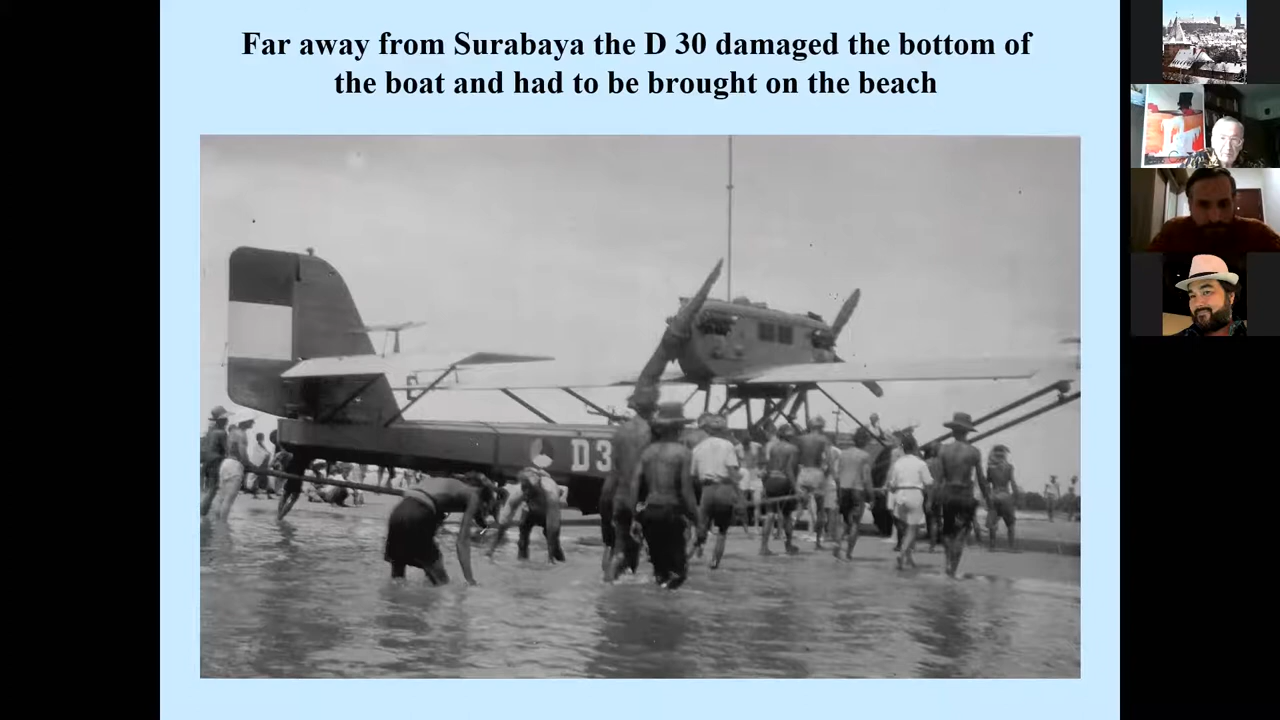 Far away from Surabaya the D 30 damaged the bottom of
the boat and had to be brought on the beach
D3